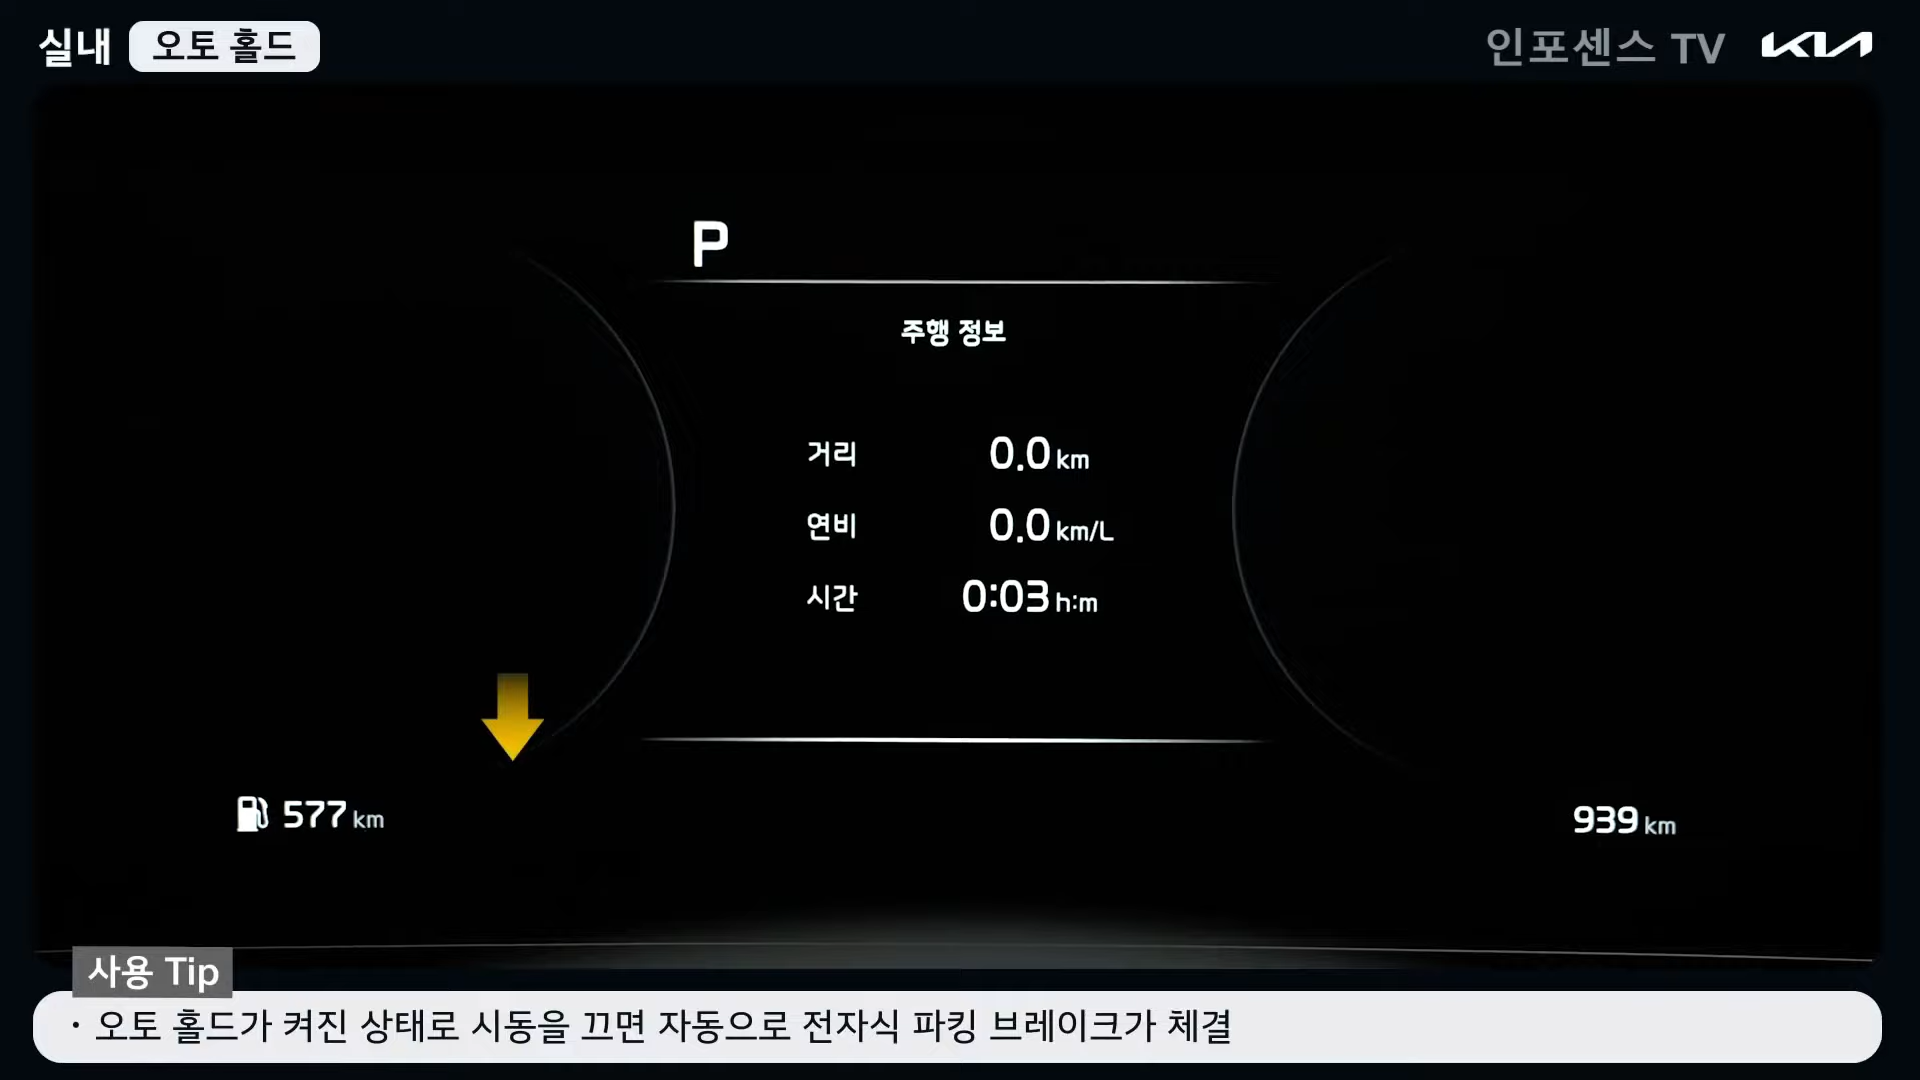 실내 오토 홀드
인포센스 TV KIA
P
주행 정보
거리 0.0 km
연비 0.0 km/L
시간 0:03 h:m
577 km
939 km
사용 Tip
· 오토 홀드가 켜진 상태로 시동을 끄면 자동으로 전자식 파킹 브레이크가 체결